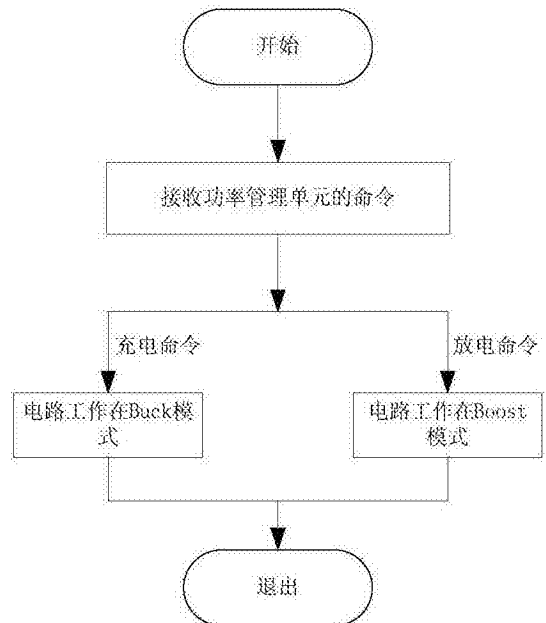 开始
接收功率管理单元的命令
充电命令
放电命令
电路工作在Buck模
式
电路工作在Boost
模式
退出